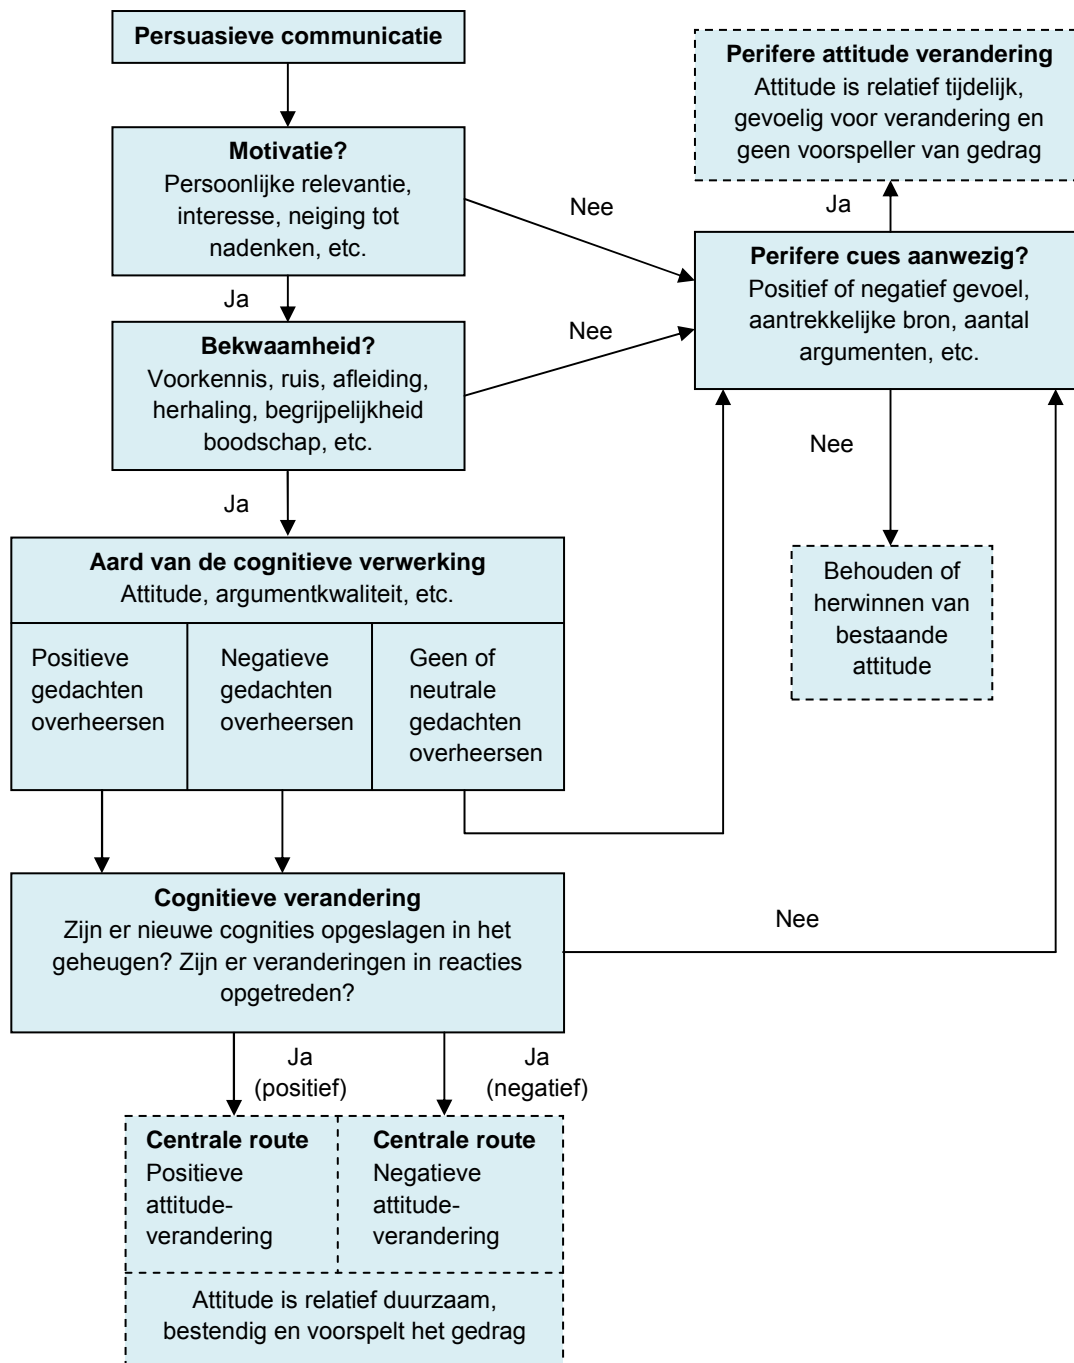 Persuasieve communicatie
Motivatie?
Persoonlijke relevantie,
interesse, neiging tot
nadenken, etc.
Nee
Ja
Bekwaamheid?
Voorkennis, ruis, afleiding,
herhaling, begrijpelijkheid
boodschap, etc.
Nee
Ja
Perifere attitude verandering
Attitude is relatief tijdelijk,
gevoelig voor verandering en
geen voorspeller van gedrag
Ja
Perifere cues aanwezig?
Positief of negatief gevoel,
aantrekkelijke bron, aantal
argumenten, etc.
Nee
Behouden of
herwinnen van
bestaande
attitude
Aard van de cognitieve verwerking
Attitude, argumentkwaliteit, etc.
Positieve
gedachten
overheersen
Negatieve
gedachten
overheersen
Geen of
neutrale
gedachten
overheersen
Cognitieve verandering
Zijn er nieuwe cognities opgeslagen in het
geheugen? Zijn er veranderingen in reacties
opgetreden?
Nee
Ja
(positief)
Ja
(negatief)
Centrale route
Positieve
attitude-
verandering
Centrale route
Negatieve
attitude-
verandering
Attitude is relatief duurzaam,
bestendig en voorspelt het gedrag